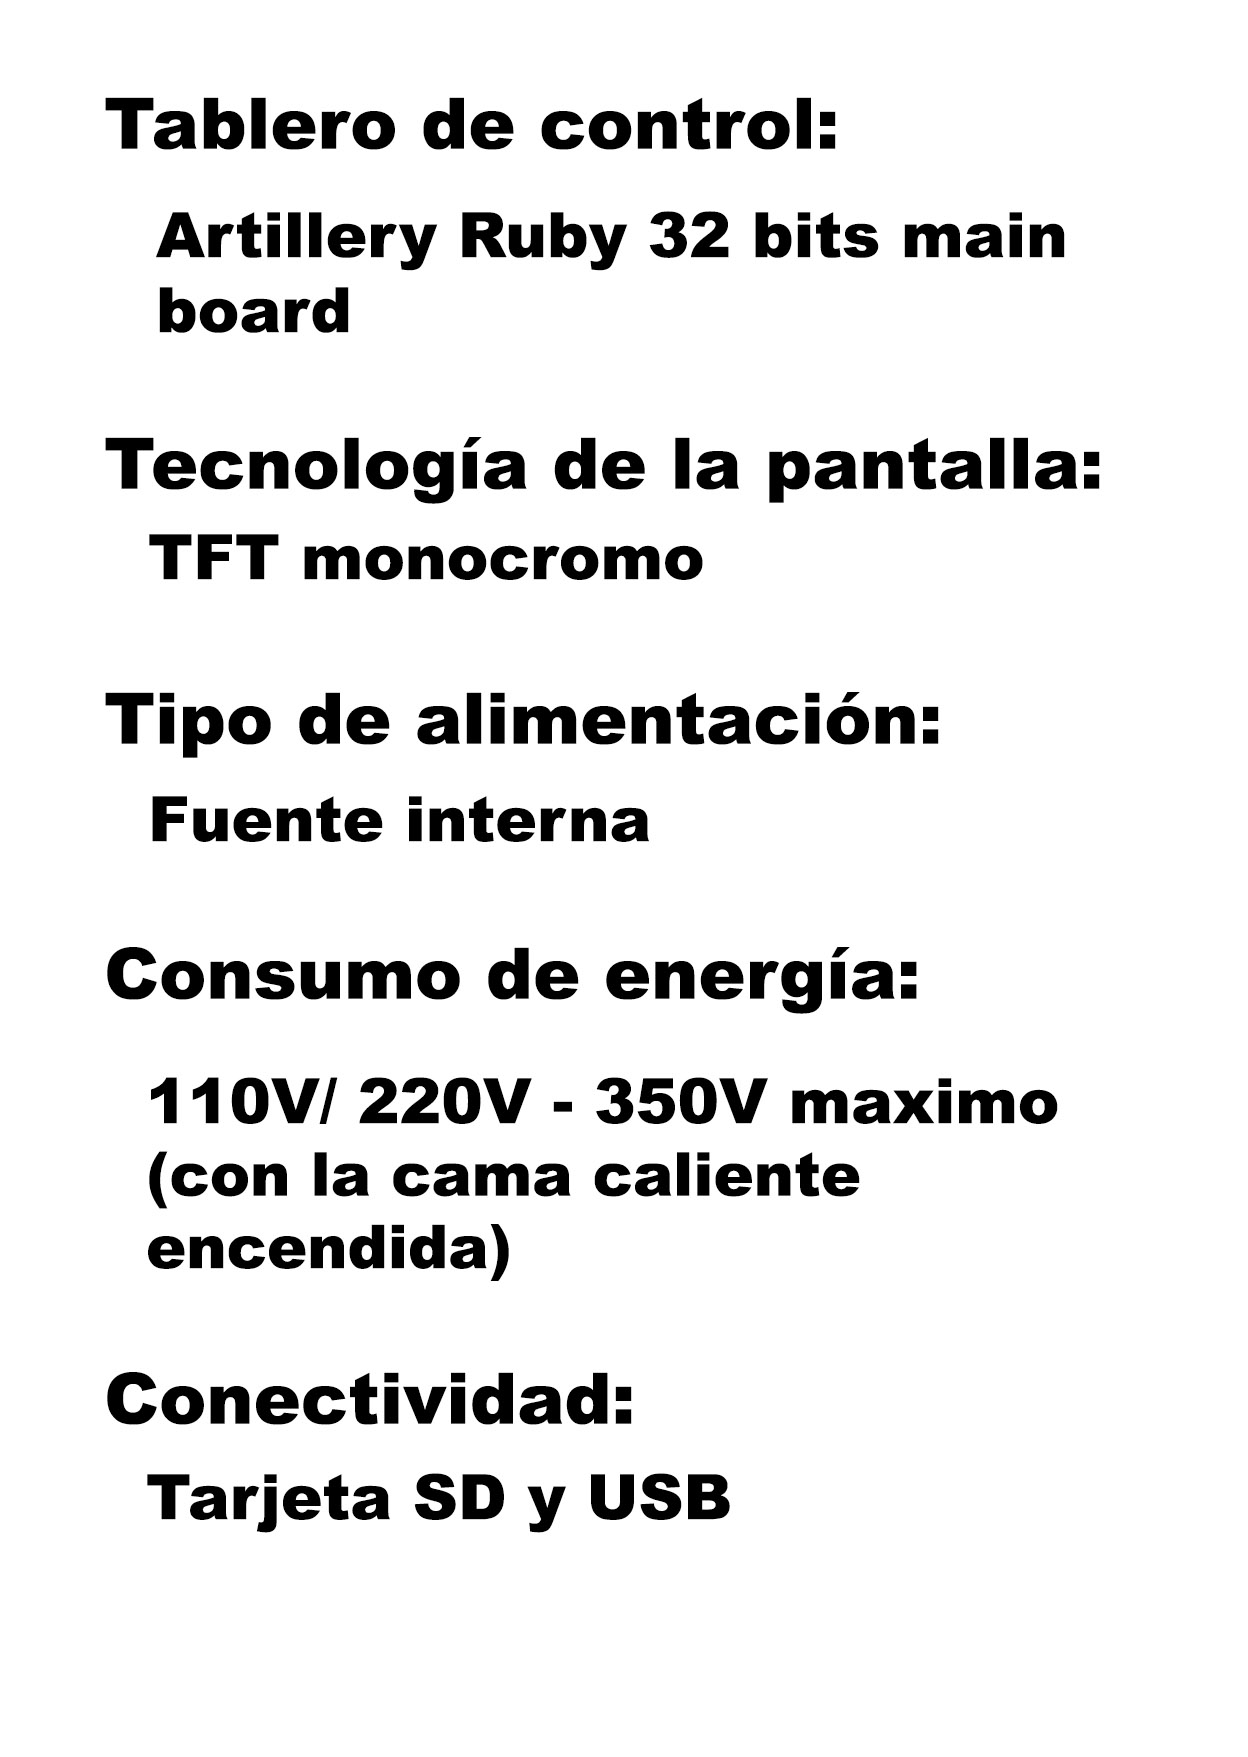 Tablero de control:
Artillery Ruby 32 bits main
board
Tecnología de la pantalla:
TFT monocromo
Tipo de alimentación:
Fuente interna
Consumo de energía:
110V/ 220V - 350V maximo
(con la cama caliente
encendida)
Conectividad:
Tarjeta SD y USB